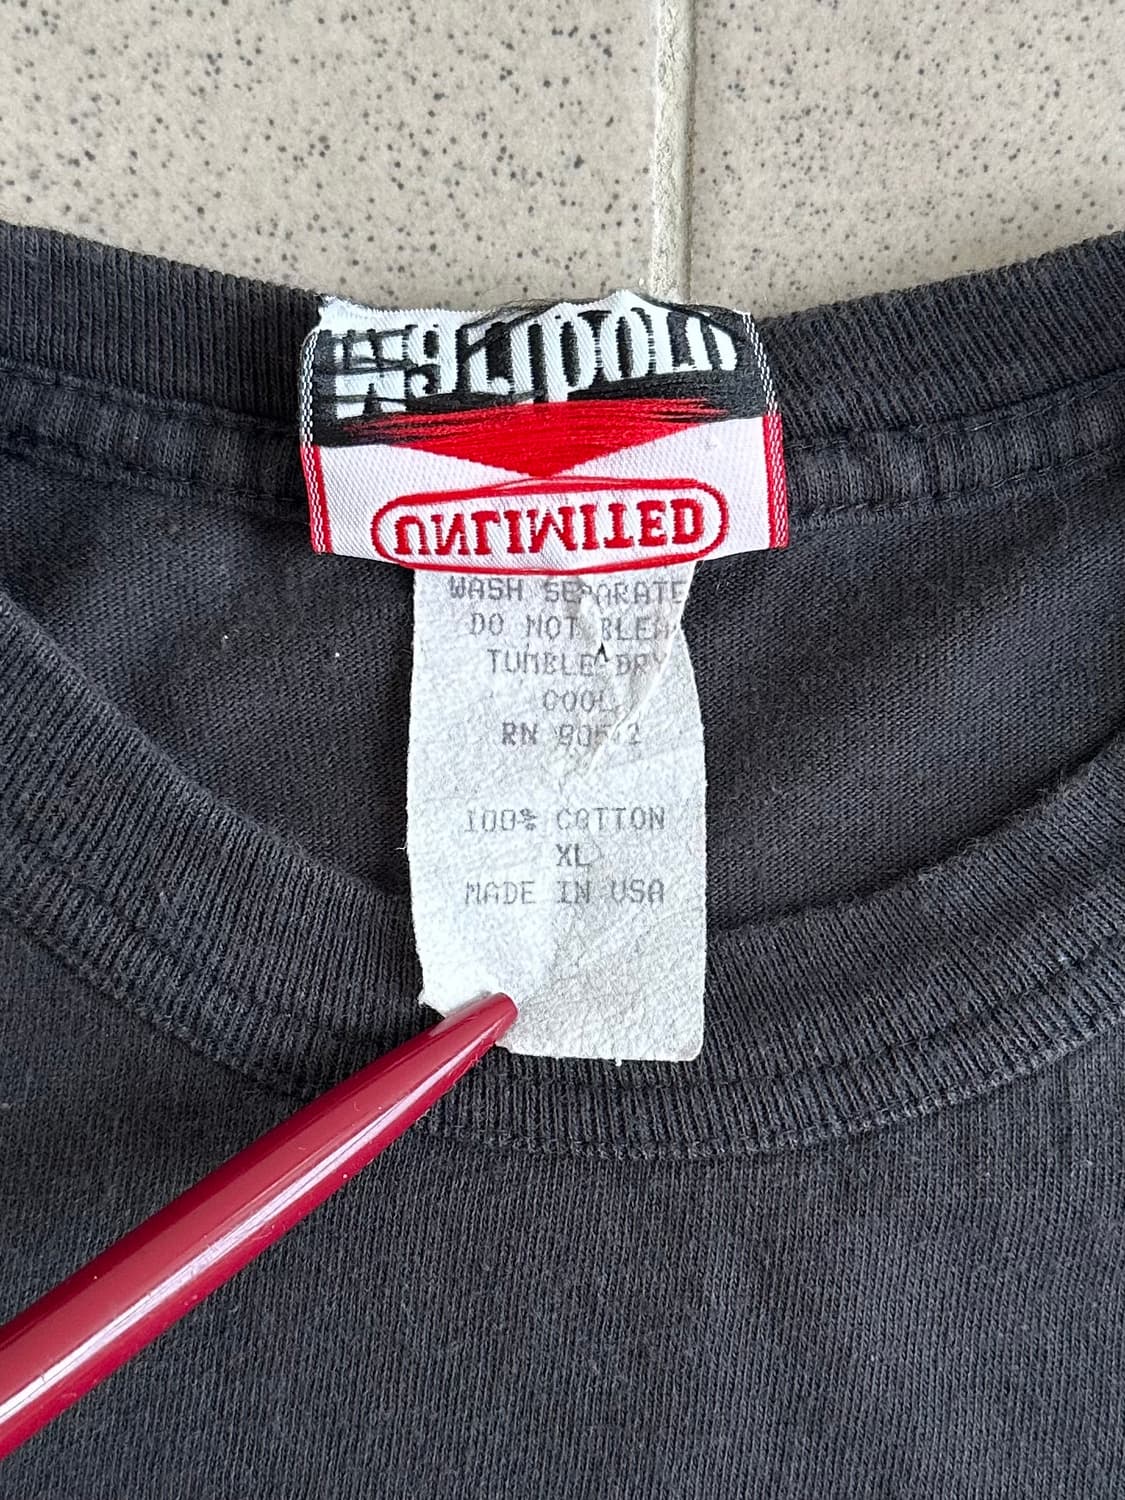 UNLIMITED
WASH SEPARATE
DO NOT BLEA
TUMBLE DRY
COOL
RN
100% COTTON
XL
MADE IN USA